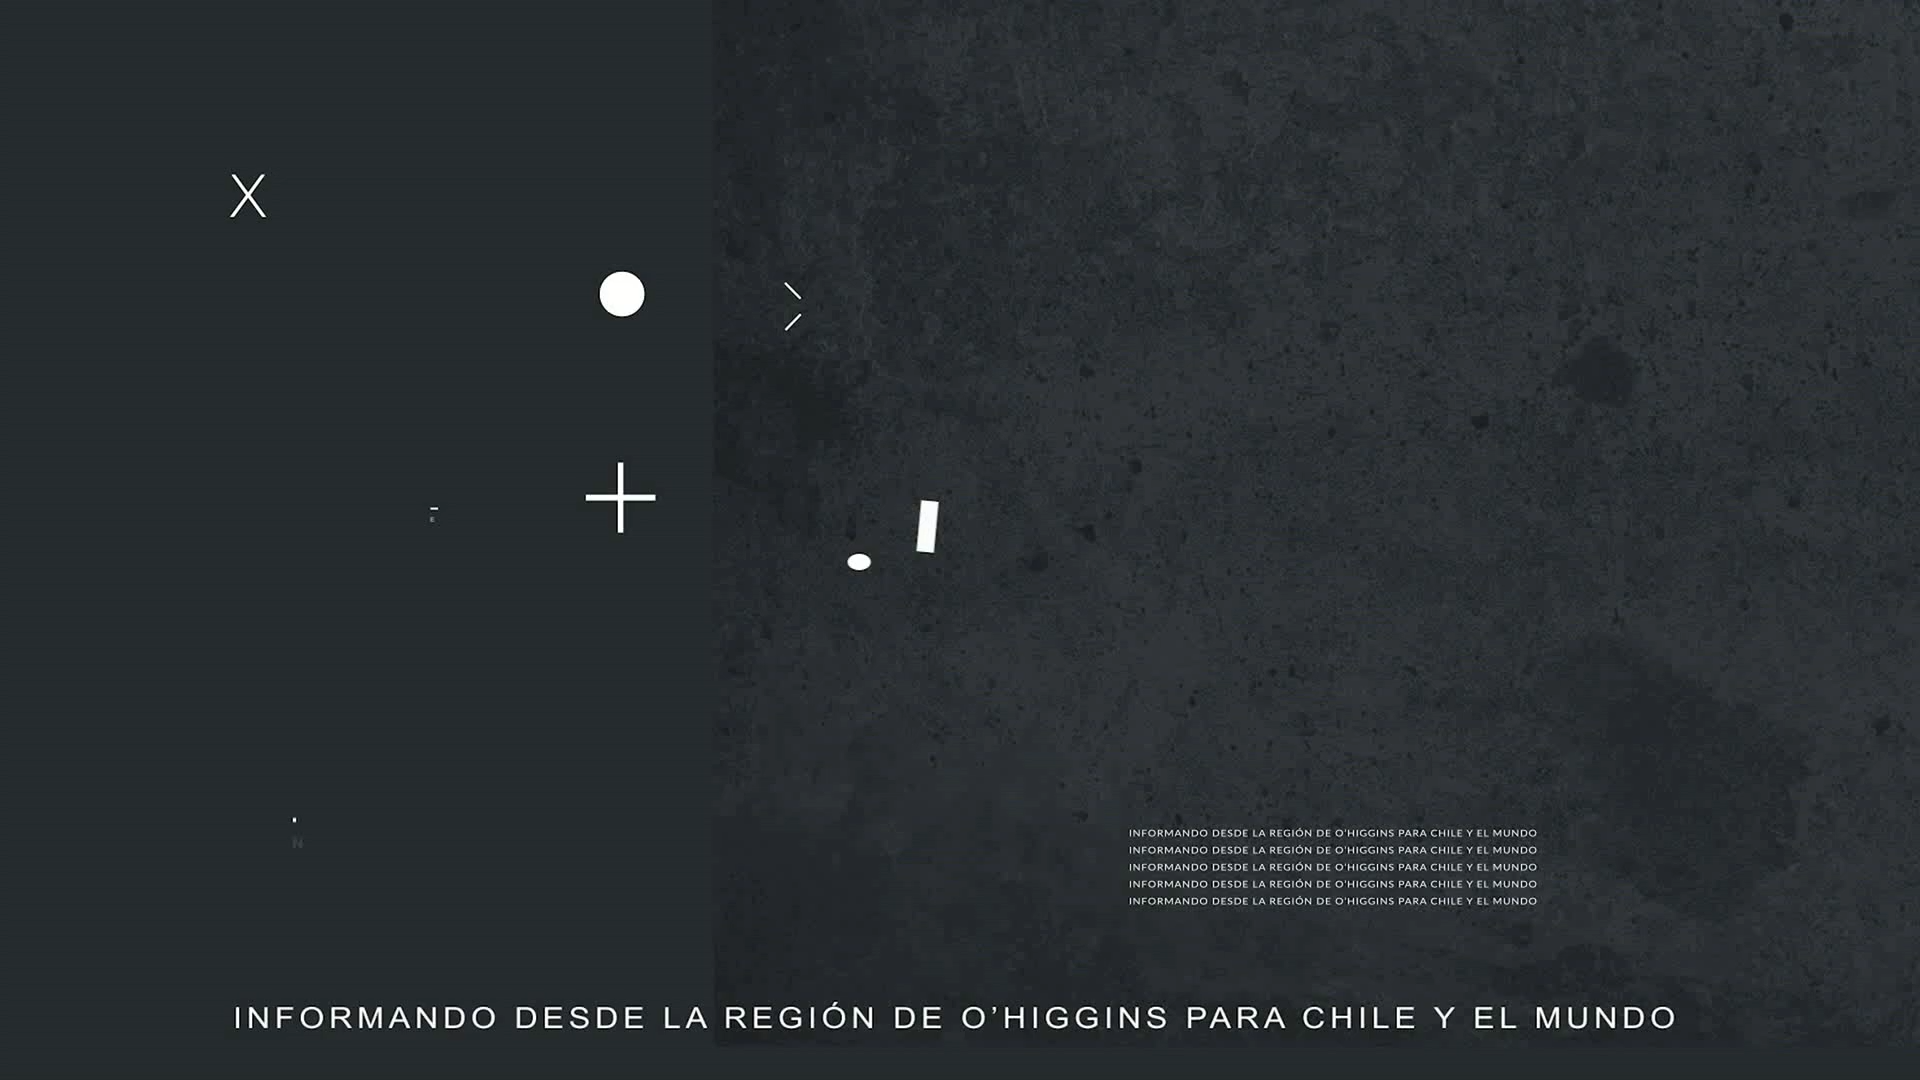 X
E
N
INFORMANDO DESDE LA REGIÓN DE O'HIGGINS PARA CHILE Y EL MUNDO
INFORMANDO DESDE LA REGIÓN DE O'HIGGINS PARA CHILE Y EL MUNDO
INFORMANDO DESDE LA REGIÓN DE O'HIGGINS PARA CHILE Y EL MUNDO
INFORMANDO DESDE LA REGIÓN DE O'HIGGINS PARA CHILE Y EL MUNDO
INFORMANDO DESDE LA REGIÓN DE O'HIGGINS PARA CHILE Y EL MUNDO
INFORMANDO DESDE LA REGIÓN DE O’HIGGINS PARA CHILE Y EL MUNDO